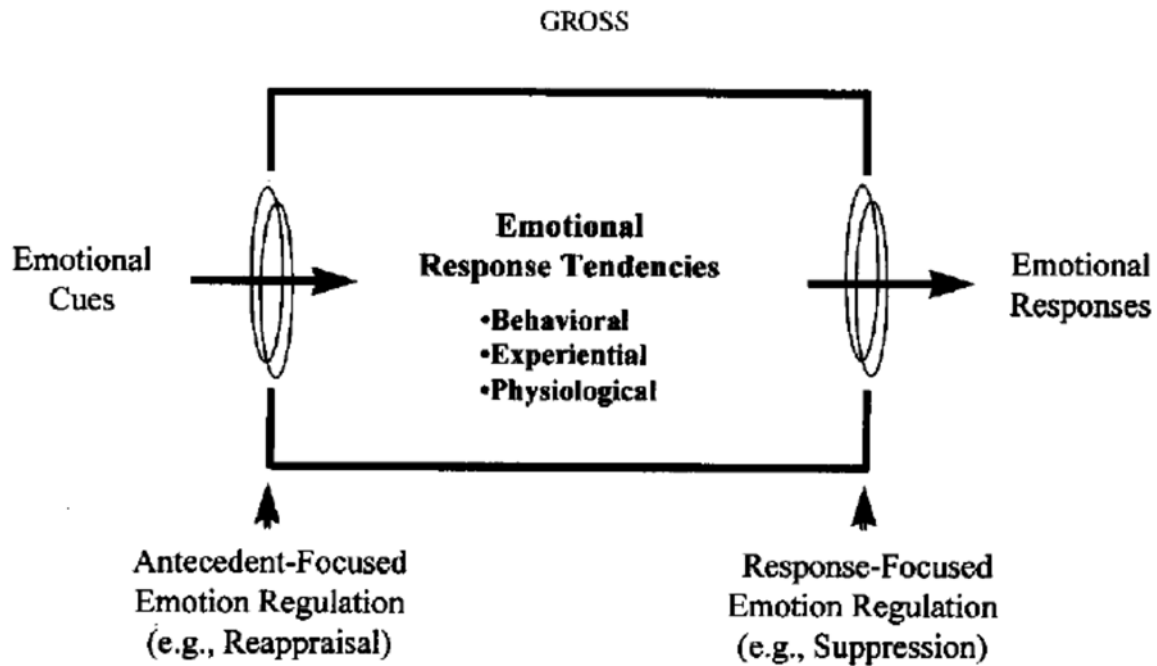 GROSS
Emotional
Cues
Emotional
Response Tendencies
•Behavioral
•Experiential
•Physiological
Emotional
Responses
Antecedent-Focused
Emotion Regulation
(e.g., Reappraisal)
Response-Focused
Emotion Regulation
(e.g., Suppression)